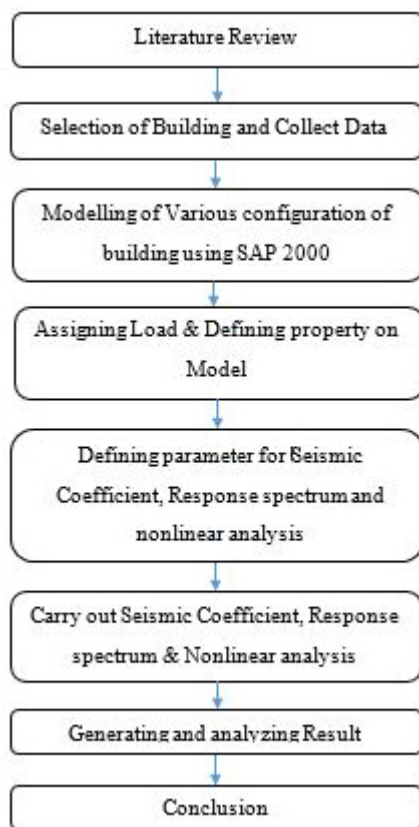 Literature Review
Selection of Building and Collect Data
Modelling of Various configuration of
building using SAP 2000
Assigning Load & Defining property on
Model
Defining parameter for Seismic
Coefficient, Response spectrum and
nonlinear analysis
Carry out Seismic Coefficient, Response
spectrum & Nonlinear analysis
Generating and analyzing Result
Conclusion